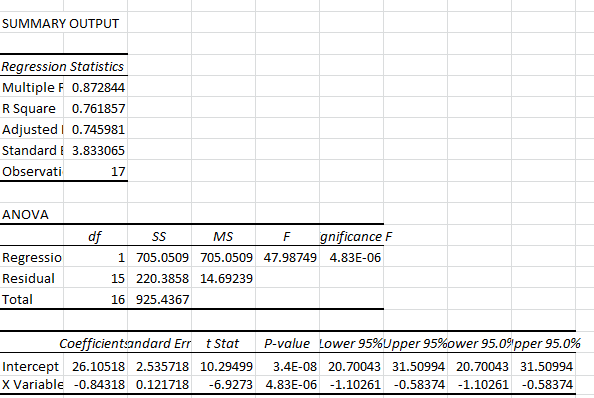 SUMMARY OUTPUT
Regression Statistics
Multiple F 0.872844
R Square 0.761857
Adjusted I 0.745981
Standard E 3.833065
Observati 17
ANOVA
df SS MS F gnificance F
Regressio 1 705.0509 705.0509 47.98749 4.83E-06
Residual 15 220.3858 14.69239
Total 16 925.4367
Coefficients andard Err t Stat P-value Lower 95% Upper 95% ower 95.0% pper 95.0%
Intercept 26.10518 2.535718 10.29499 3.4E-08 20.70043 31.50994 20.70043 31.50994
X Variable -0.84318 0.121718 -6.9273 4.83E-06 -1.10261 -0.58374 -1.10261 -0.58374